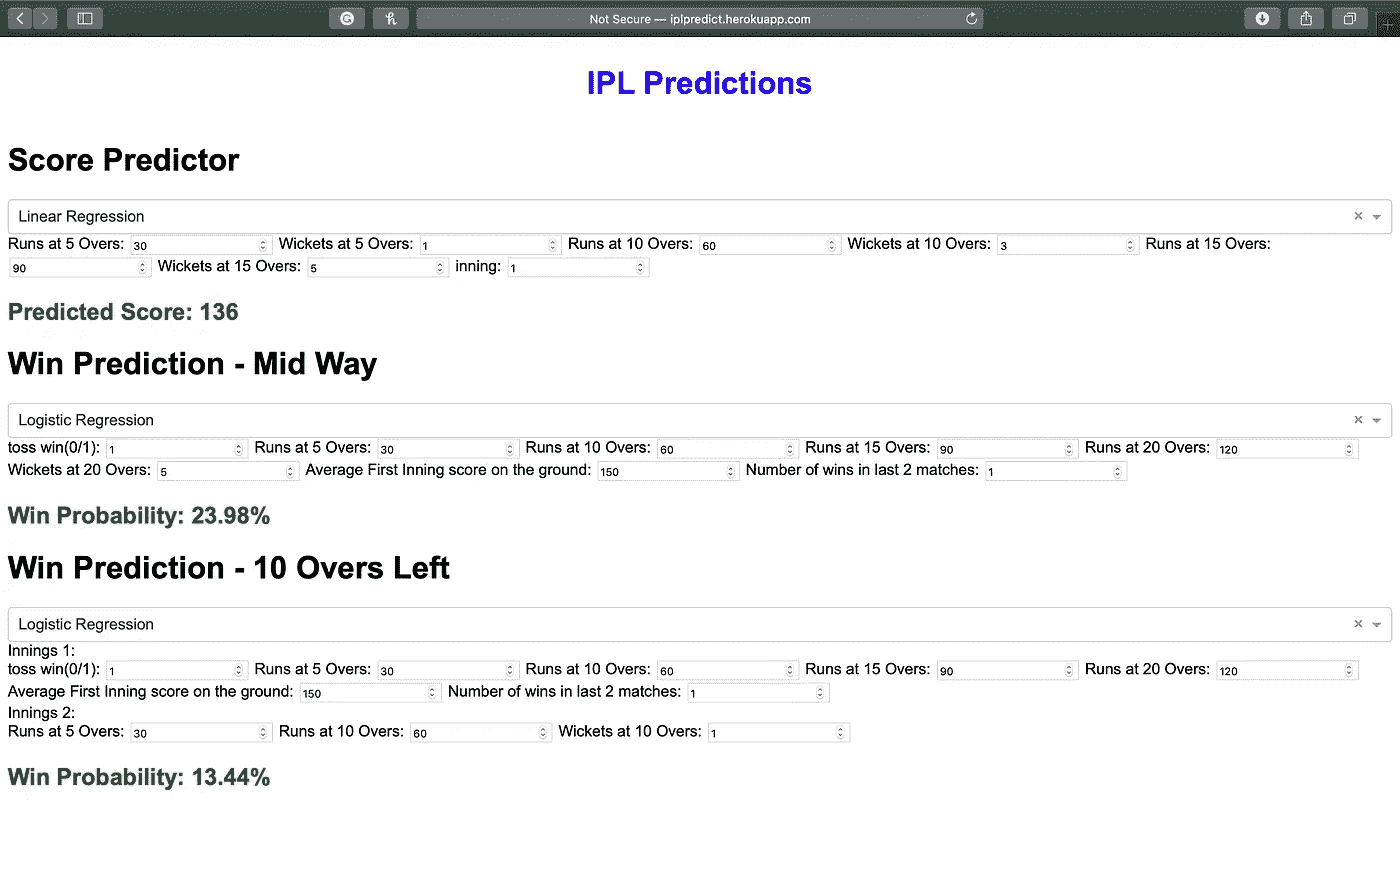 Not Secure — iplpredict.herokuapp.com
IPL Predictions
Score Predictor
Linear Regression
Runs at 5 Overs: 30 Wickets at 5 Overs: 1 Runs at 10 Overs: 60 Wickets at 10 Overs: 3 Runs at 15 Overs:
90 Wickets at 15 Overs: 5 inning: 1
Predicted Score: 136
Win Prediction - Mid Way
Logistic Regression
toss win(0/1): 1 Runs at 5 Overs: 30 Runs at 10 Overs: 60 Runs at 15 Overs: 90 Runs at 20 Overs: 120
Wickets at 20 Overs: 5 Average First Inning score on the ground: 150 Number of wins in last 2 matches: 1
Win Probability: 23.98%
Win Prediction - 10 Overs Left
Logistic Regression
Innings 1:
toss win(0/1): 1 Runs at 5 Overs: 30 Runs at 10 Overs: 60 Runs at 15 Overs: 90 Runs at 20 Overs: 120
Average First Inning score on the ground: 150 Number of wins in last 2 matches: 1
Innings 2:
Runs at 5 Overs: 30 Runs at 10 Overs: 60 Wickets at 10 Overs: 1
Win Probability: 13.44%